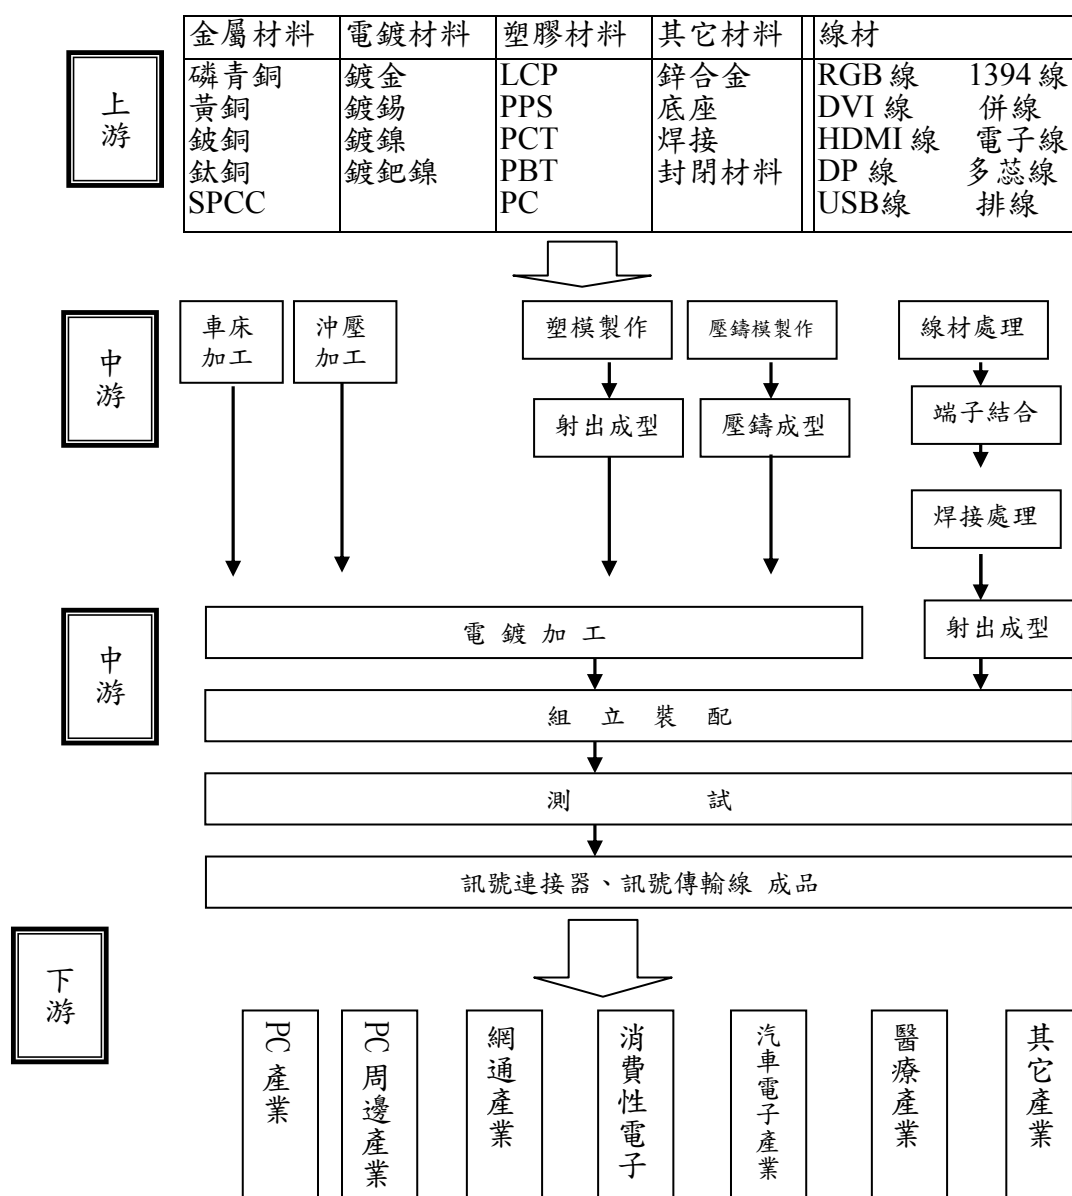 上游
金屬材料 電鍍材料 塑膠材料 其它材料 線材
磷青銅 鍍金 LCP 鋅合金 RGB 線 1394 線
黃銅 鍍錫 PPS 底座 DVI 線 併線
鈹銅 鍍鎳 PCT 焊接 HDMI 線 電子線
鈦銅 鍍鈀鎳 PBT 封閉材料 DP 線 多蕊線
SPCC PC USB線 排線
中游
車床
加工
沖壓
加工
塑模製作
壓鑄模製作
線材處理
射出成型
壓鑄成型
端子結合
焊接處理
中游
電鍍加工
射出成型
組立裝配
測試
訊號連接器、訊號傳輸線 成品
下游
PC 產業
PC 周邊產業
網通產業
消費性電子
汽車電子產業
醫療產業
其它產業